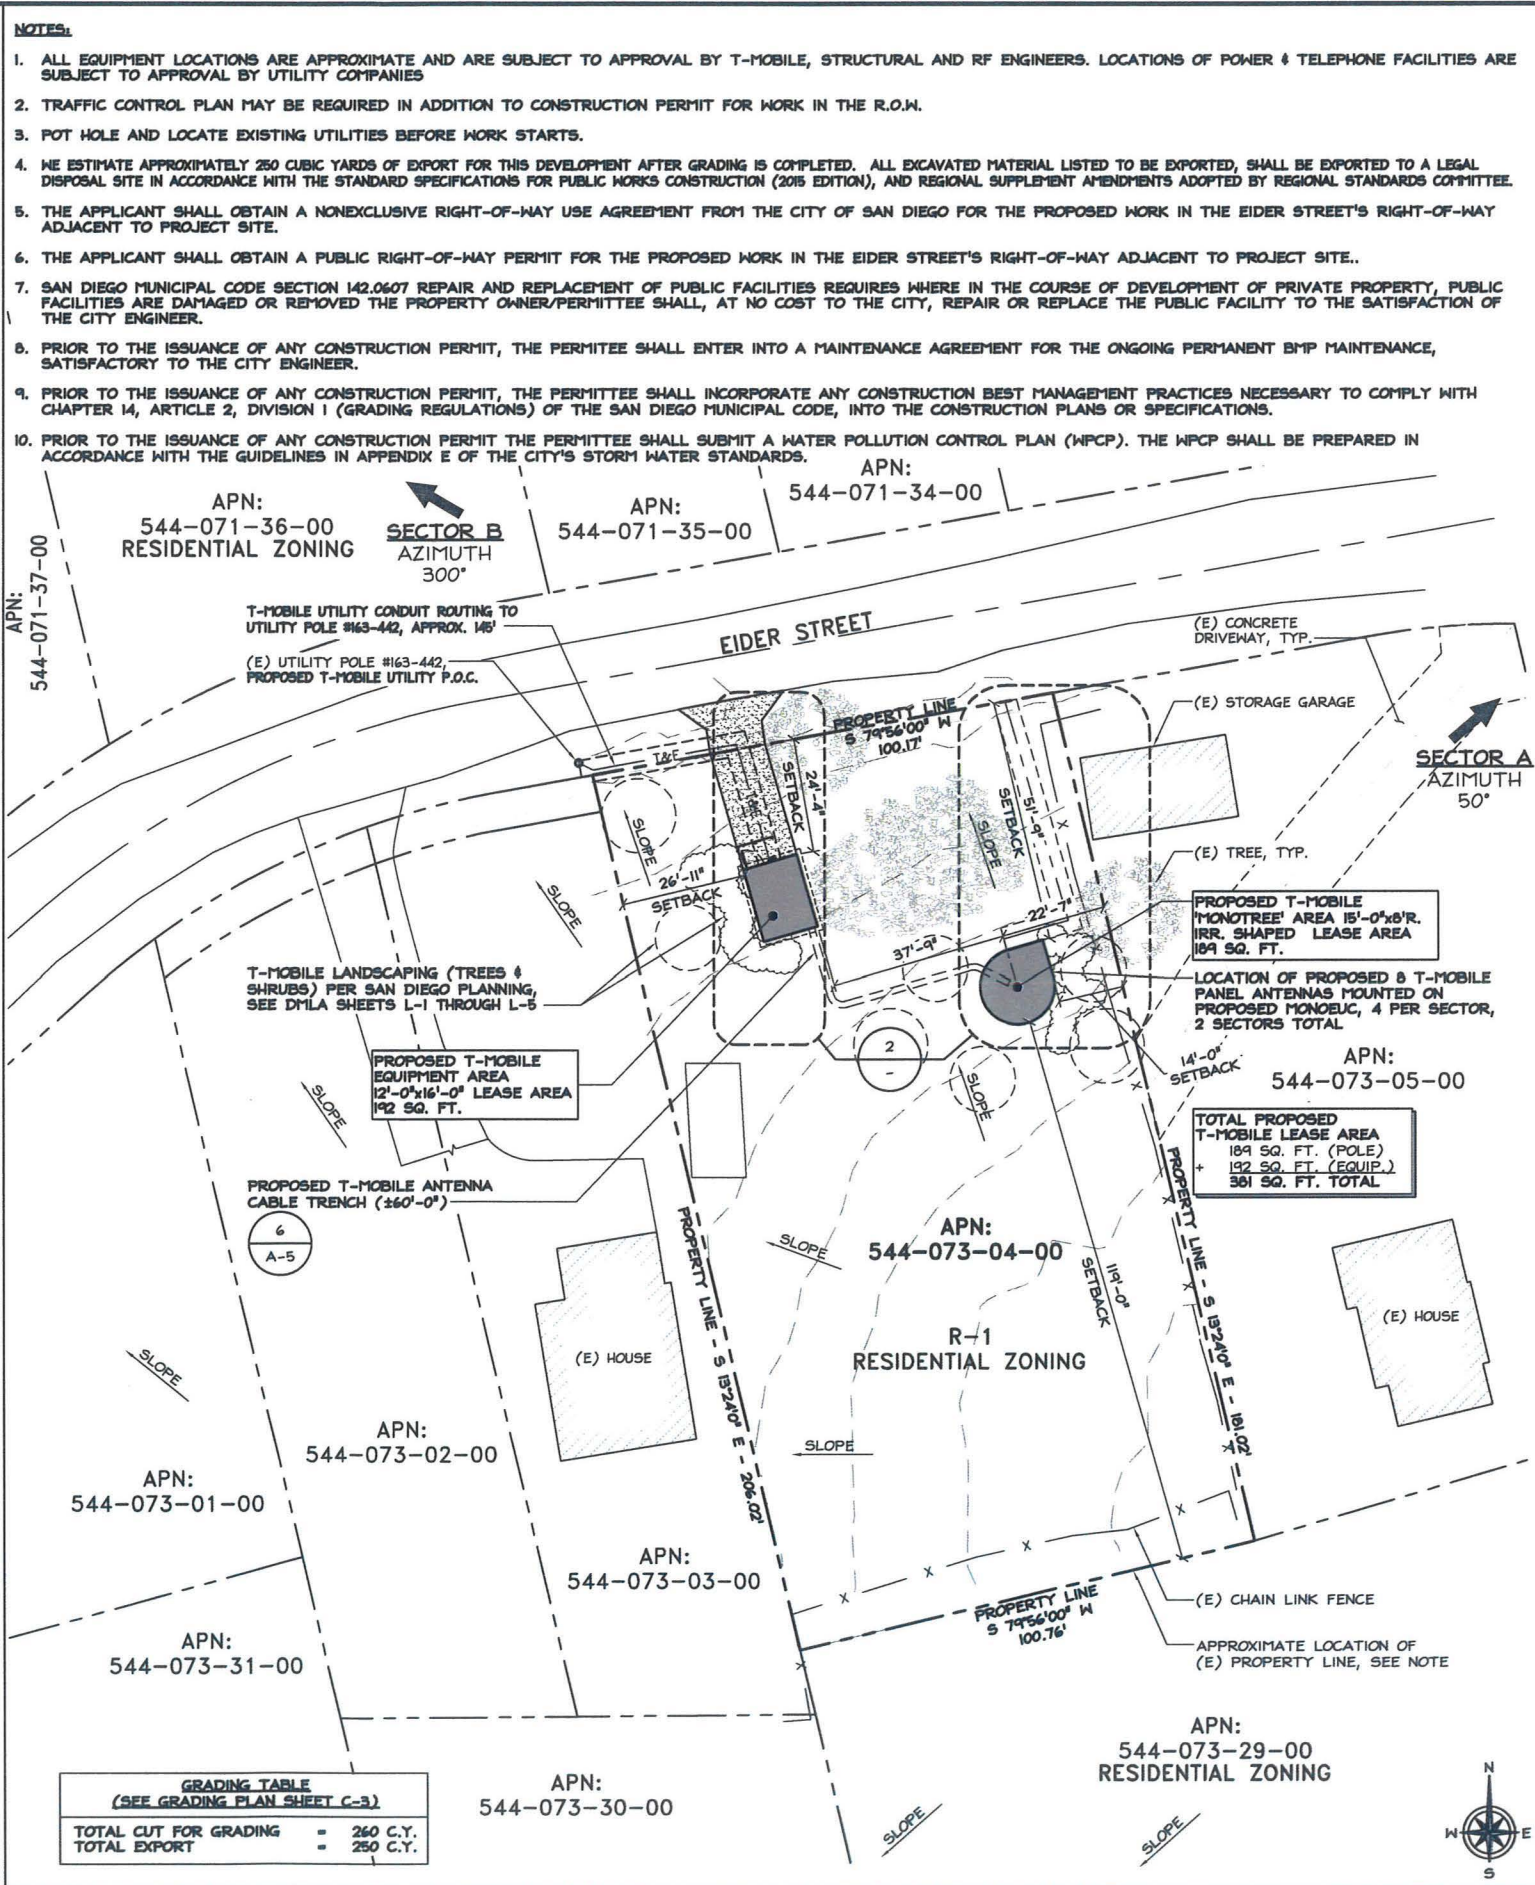 NOTES:
1. ALL EQUIPMENT LOCATIONS ARE APPROXIMATE AND ARE SUBJECT TO APPROVAL BY T-MOBILE, STRUCTURAL AND RF ENGINEERS. LOCATIONS OF POWER & TELEPHONE FACILITIES ARE
SUBJECT TO APPROVAL BY UTILITY COMPANIES
2. TRAFFIC CONTROL PLAN MAY BE REQUIRED IN ADDITION TO CONSTRUCTION PERMIT FOR WORK IN THE R.O.W.
3. POT HOLE AND LOCATE EXISTING UTILITIES BEFORE WORK STARTS.
4. WE ESTIMATE APPROXIMATELY 250 CUBIC YARDS OF EXPORT FOR THIS DEVELOPMENT AFTER GRADING IS COMPLETED. ALL EXCAVATED MATERIAL LISTED TO BE EXPORTED, SHALL BE EXPORTED TO A LEGAL
DISPOSAL SITE IN ACCORDANCE WITH THE STANDARD SPECIFICATIONS FOR PUBLIC WORKS CONSTRUCTION (2015 EDITION), AND REGIONAL SUPPLEMENT AMENDMENTS ADOPTED BY REGIONAL STANDARDS COMMITTEE.
5. THE APPLICANT SHALL OBTAIN A NONEXCLUSIVE RIGHT-OF-WAY USE AGREEMENT FROM THE CITY OF SAN DIEGO FOR THE PROPOSED WORK IN THE EIDER STREET'S RIGHT-OF-WAY
ADJACENT TO PROJECT SITE.
6. THE APPLICANT SHALL OBTAIN A PUBLIC RIGHT-OF-WAY PERMIT FOR THE PROPOSED WORK IN THE EIDER STREET'S RIGHT-OF-WAY ADJACENT TO PROJECT SITE..
7. SAN DIEGO MUNICIPAL CODE SECTION 142.0607 REPAIR AND REPLACEMENT OF PUBLIC FACILITIES REQUIRES WHERE IN THE COURSE OF DEVELOPMENT OF PRIVATE PROPERTY, PUBLIC
FACILITIES ARE DAMAGED OR REMOVED THE PROPERTY OWNER/PERMITTEE SHALL, AT NO COST TO THE CITY, REPAIR OR REPLACE THE PUBLIC FACILITY TO THE SATISFACTION OF
THE CITY ENGINEER.
8. PRIOR TO THE ISSUANCE OF ANY CONSTRUCTION PERMIT, THE PERMITEE SHALL ENTER INTO A MAINTENANCE AGREEMENT FOR THE ONGOING PERMANENT BMP MAINTENANCE,
SATISFACTORY TO THE CITY ENGINEER.
9. PRIOR TO THE ISSUANCE OF ANY CONSTRUCTION PERMIT, THE PERMITTEE SHALL INCORPORATE ANY CONSTRUCTION BEST MANAGEMENT PRACTICES NECESSARY TO COMPLY WITH
CHAPTER 14, ARTICLE 2, DIVISION 1 (GRADING REGULATIONS) OF THE SAN DIEGO MUNICIPAL CODE, INTO THE CONSTRUCTION PLANS OR SPECIFICATIONS.
10. PRIOR TO THE ISSUANCE OF ANY CONSTRUCTION PERMIT THE PERMITTEE SHALL SUBMIT A WATER POLLUTION CONTROL PLAN (WPCP). THE WPCP SHALL BE PREPARED IN
ACCORDANCE WITH THE GUIDELINES IN APPENDIX E OF THE CITY'S STORM WATER STANDARDS.
APN:
544-071-34-00
APN:
544-071-36-00
RESIDENTIAL ZONING
SECTOR B
AZIMUTH
300°
APN:
544-071-35-00
APN:
544-071-37-00
T-MOBILE UTILITY CONDUIT ROUTING TO
UTILITY POLE #163-442, APPROX. 145'
(E) UTILITY POLE #163-442,
PROPOSED T-MOBILE UTILITY P.O.C.
EIDER STREET
(E) CONCRETE
DRIVEWAY, TYP.
(E) STORAGE GARAGE
SECTOR A
AZIMUTH
50°
PROPERTY LINE
S 79°56'00" W
100.17'
T&E
T&E
SETBACK
24'-4"
SETBACK
51'-9"
SLOPE
SLOPE
SLOPE
26'-11"
SETBACK
(E) TREE, TYP.
PROPOSED T-MOBILE
'MONOTREE' AREA 15'-0"x8'R.
IRR. SHAPED LEASE AREA
189 SQ. FT.
22'-7"
37'-9"
T-MOBILE LANDSCAPING (TREES &
SHRUBS) PER SAN DIEGO PLANNING,
SEE DMLA SHEETS L-1 THROUGH L-5
LOCATION OF PROPOSED 8 T-MOBILE
PANEL ANTENNAS MOUNTED ON
PROPOSED MONOEUC, 4 PER SECTOR,
2 SECTORS TOTAL
2
-
PROPOSED T-MOBILE
EQUIPMENT AREA
12'-0"x16'-0" LEASE AREA
192 SQ. FT.
SLOPE
SLOPE
14'-0"
SETBACK
APN:
544-073-05-00
TOTAL PROPOSED
T-MOBILE LEASE AREA
189 SQ. FT. (POLE)
+ 192 SQ. FT. (EQUIP.)
381 SQ. FT. TOTAL
PROPOSED T-MOBILE ANTENNA
CABLE TRENCH (±60'-0")
6
A-5
APN:
544-073-04-00
SLOPE
PROPERTY LINE - S 13°24'0" E - 206.02'
PROPERTY LINE - S 13°24'0" E - 181.02'
119'-0"
SETBACK
R-1
RESIDENTIAL ZONING
(E) HOUSE
(E) HOUSE
SLOPE
SLOPE
APN:
544-073-02-00
APN:
544-073-01-00
APN:
544-073-03-00
PROPERTY LINE
S 79°56'00" W
100.76'
(E) CHAIN LINK FENCE
APPROXIMATE LOCATION OF
(E) PROPERTY LINE, SEE NOTE
APN:
544-073-31-00
APN:
544-073-29-00
RESIDENTIAL ZONING
APN:
544-073-30-00
SLOPE
SLOPE
GRADING TABLE
(SEE GRADING PLAN SHEET C-3)
TOTAL CUT FOR GRADING = 260 C.Y.
TOTAL EXPORT = 250 C.Y.
N
W E
S